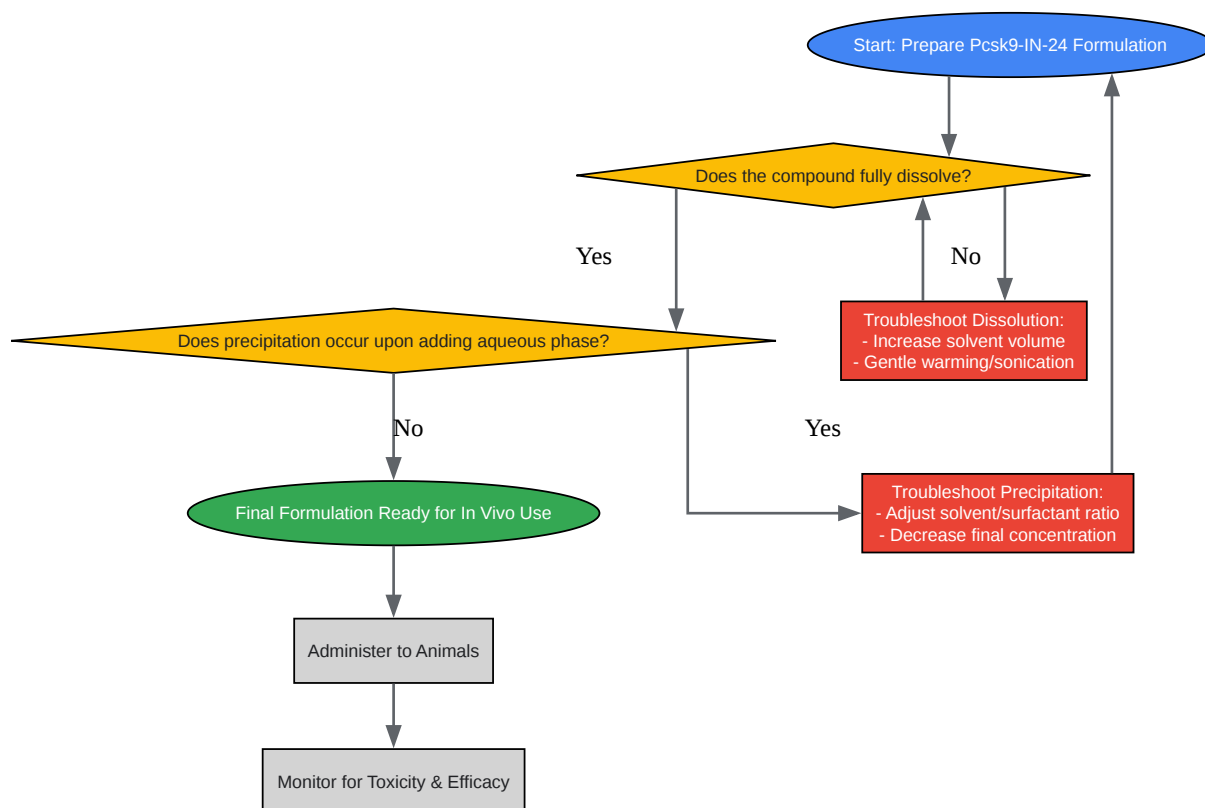 Start: Prepare Pcsk9-IN-24 Formulation
Does the compound fully dissolve?
Yes
No
Troubleshoot Dissolution:
- Increase solvent volume
- Gentle warming/sonication
Does precipitation occur upon adding aqueous phase?
No
Yes
Troubleshoot Precipitation:
- Adjust solvent/surfactant ratio
- Decrease final concentration
Final Formulation Ready for In Vivo Use
Administer to Animals
Monitor for Toxicity & Efficacy